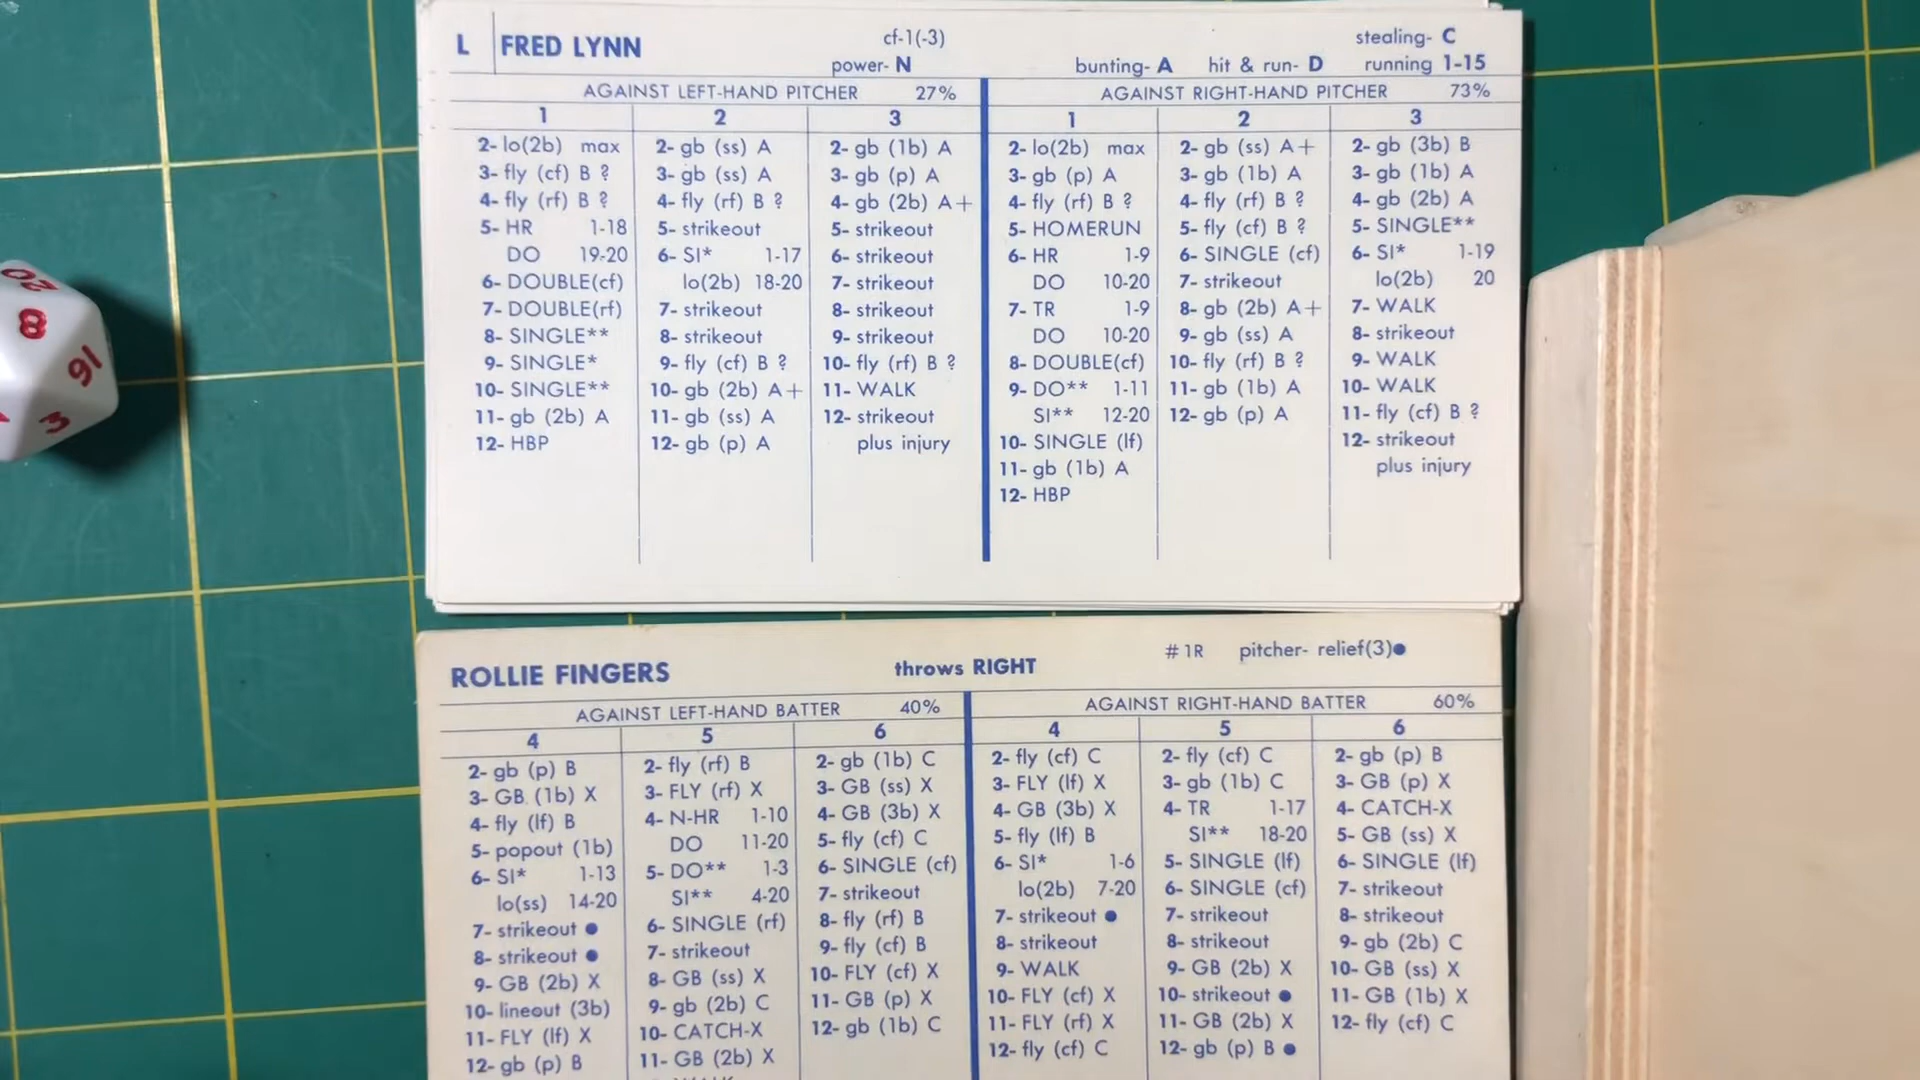 L FRED LYNN cf-1(-3) stealing- C
power- N bunting- A hit & run- D running 1-15
AGAINST LEFT-HAND PITCHER 27%
1 2 3
2- lo(2b) max
3- fly (cf) B ?
4- fly (rf) B ?
5- HR 1-18
DO 19-20
6- DOUBLE(cf)
7- DOUBLE(rf)
8- SINGLE**
9- SINGLE*
10- SINGLE**
11- gb (2b) A
12- HBP
2- gb (ss) A
3- gb (ss) A
4- fly (rf) B ?
5- strikeout
6- SI* 1-17
lo(2b) 18-20
7- strikeout
8- strikeout
9- fly (cf) B ?
10- gb (2b) A+
11- gb (ss) A
12- gb (p) A
2- gb (1b) A
3- gb (p) A
4- gb (2b) A+
5- strikeout
6- strikeout
7- strikeout
8- strikeout
9- strikeout
10- fly (rf) B ?
11- WALK
12- strikeout
plus injury
AGAINST RIGHT-HAND PITCHER 73%
1 2 3
2- lo(2b) max
3- gb (p) A
4- fly (rf) B ?
5- HOMERUN
6- HR 1-9
DO 10-20
7- TR 1-9
DO 10-20
8- DOUBLE(cf)
9- DO** 1-11
SI** 12-20
10- SINGLE (lf)
11- gb (1b) A
12- HBP
2- gb (ss) A+
3- gb (1b) A
4- fly (rf) B ?
5- fly (cf) B ?
6- SINGLE (cf)
7- strikeout
8- gb (2b) A+
9- gb (ss) A
10- fly (rf) B ?
11- gb (1b) A
12- gb (p) A
2- gb (3b) B
3- gb (1b) A
4- gb (2b) A
5- SINGLE**
6- SI* 1-19
lo(2b) 20
7- WALK
8- strikeout
9- WALK
10- WALK
11- fly (cf) B ?
12- strikeout
plus injury
20
8
16
3
ROLLIE FINGERS throws RIGHT #1R pitcher- relief(3)●
AGAINST LEFT-HAND BATTER 40%
4 5 6
2- gb (p) B
3- GB (1b) X
4- fly (lf) B
5- popout (1b)
6- SI* 1-13
lo(ss) 14-20
7- strikeout ●
8- strikeout ●
9- GB (2b) X
10- lineout (3b)
11- FLY (lf) X
12- gb (p) B
2- fly (rf) B
3- FLY (rf) X
4- N-HR 1-10
DO 11-20
5- DO** 1-3
SI** 4-20
6- SINGLE (rf)
7- strikeout
8- GB (ss) X
9- gb (2b) C
10- CATCH-X
11- GB (2b) X
2- gb (1b) C
3- GB (ss) X
4- GB (3b) X
5- fly (cf) C
6- SINGLE (cf)
7- strikeout
8- fly (rf) B
9- fly (cf) B
10- FLY (cf) X
11- GB (p) X
12- gb (1b) C
AGAINST RIGHT-HAND BATTER 60%
4 5 6
2- fly (cf) C
3- FLY (lf) X
4- GB (3b) X
5- fly (lf) B
6- SI* 1-6
lo(2b) 7-20
7- strikeout ●
8- strikeout
9- WALK
10- FLY (cf) X
11- FLY (rf) X
12- fly (cf) C
2- fly (cf) C
3- gb (1b) C
4- TR 1-17
SI** 18-20
5- SINGLE (lf)
6- SINGLE (cf)
7- strikeout
8- strikeout
9- GB (2b) X
10- strikeout ●
11- GB (2b) X
12- gb (p) B ●
2- gb (p) B
3- GB (p) X
4- CATCH-X
5- GB (ss) X
6- SINGLE (lf)
7- strikeout
8- strikeout
9- gb (2b) C
10- GB (ss) X
11- GB (1b) X
12- fly (cf) C